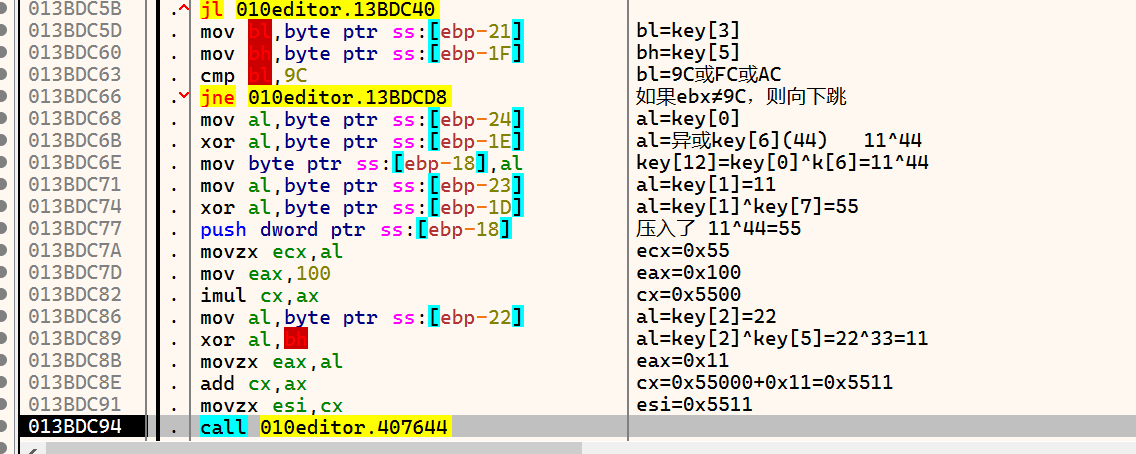 013BDC5B . jl 010editor.13BDC40
013BDC5D . mov bl,byte ptr ss:[ebp-21] bl=key[3]
013BDC60 . mov bh,byte ptr ss:[ebp-1F] bh=key[5]
013BDC63 . cmp bl,9C bl=9C或FC或AC
013BDC66 . jne 010editor.13BDCD8 如果ebx≠9C，则向下跳
013BDC68 . mov al,byte ptr ss:[ebp-24] al=key[0]
013BDC6B . xor al,byte ptr ss:[ebp-1E] al=异或key[6](44) 11^44
013BDC6E . mov byte ptr ss:[ebp-18],al key[12]=key[0]^k[6]=11^44
013BDC71 . mov al,byte ptr ss:[ebp-23] al=key[1]=11
013BDC74 . xor al,byte ptr ss:[ebp-1D] al=key[1]^key[7]=55
013BDC77 . push dword ptr ss:[ebp-18] 压入了 11^44=55
013BDC7A . movzx ecx,al ecx=0x55
013BDC7D . mov eax,100 eax=0x100
013BDC82 . imul cx,ax cx=0x5500
013BDC86 . mov al,byte ptr ss:[ebp-22] al=key[2]=22
013BDC89 . xor al,bh al=key[2]^key[5]=22^33=11
013BDC8B . movzx eax,al eax=0x11
013BDC8E . add cx,ax cx=0x55000+0x11=0x5511
013BDC91 . movzx esi,cx esi=0x5511
013BDC94 . call 010editor.407644